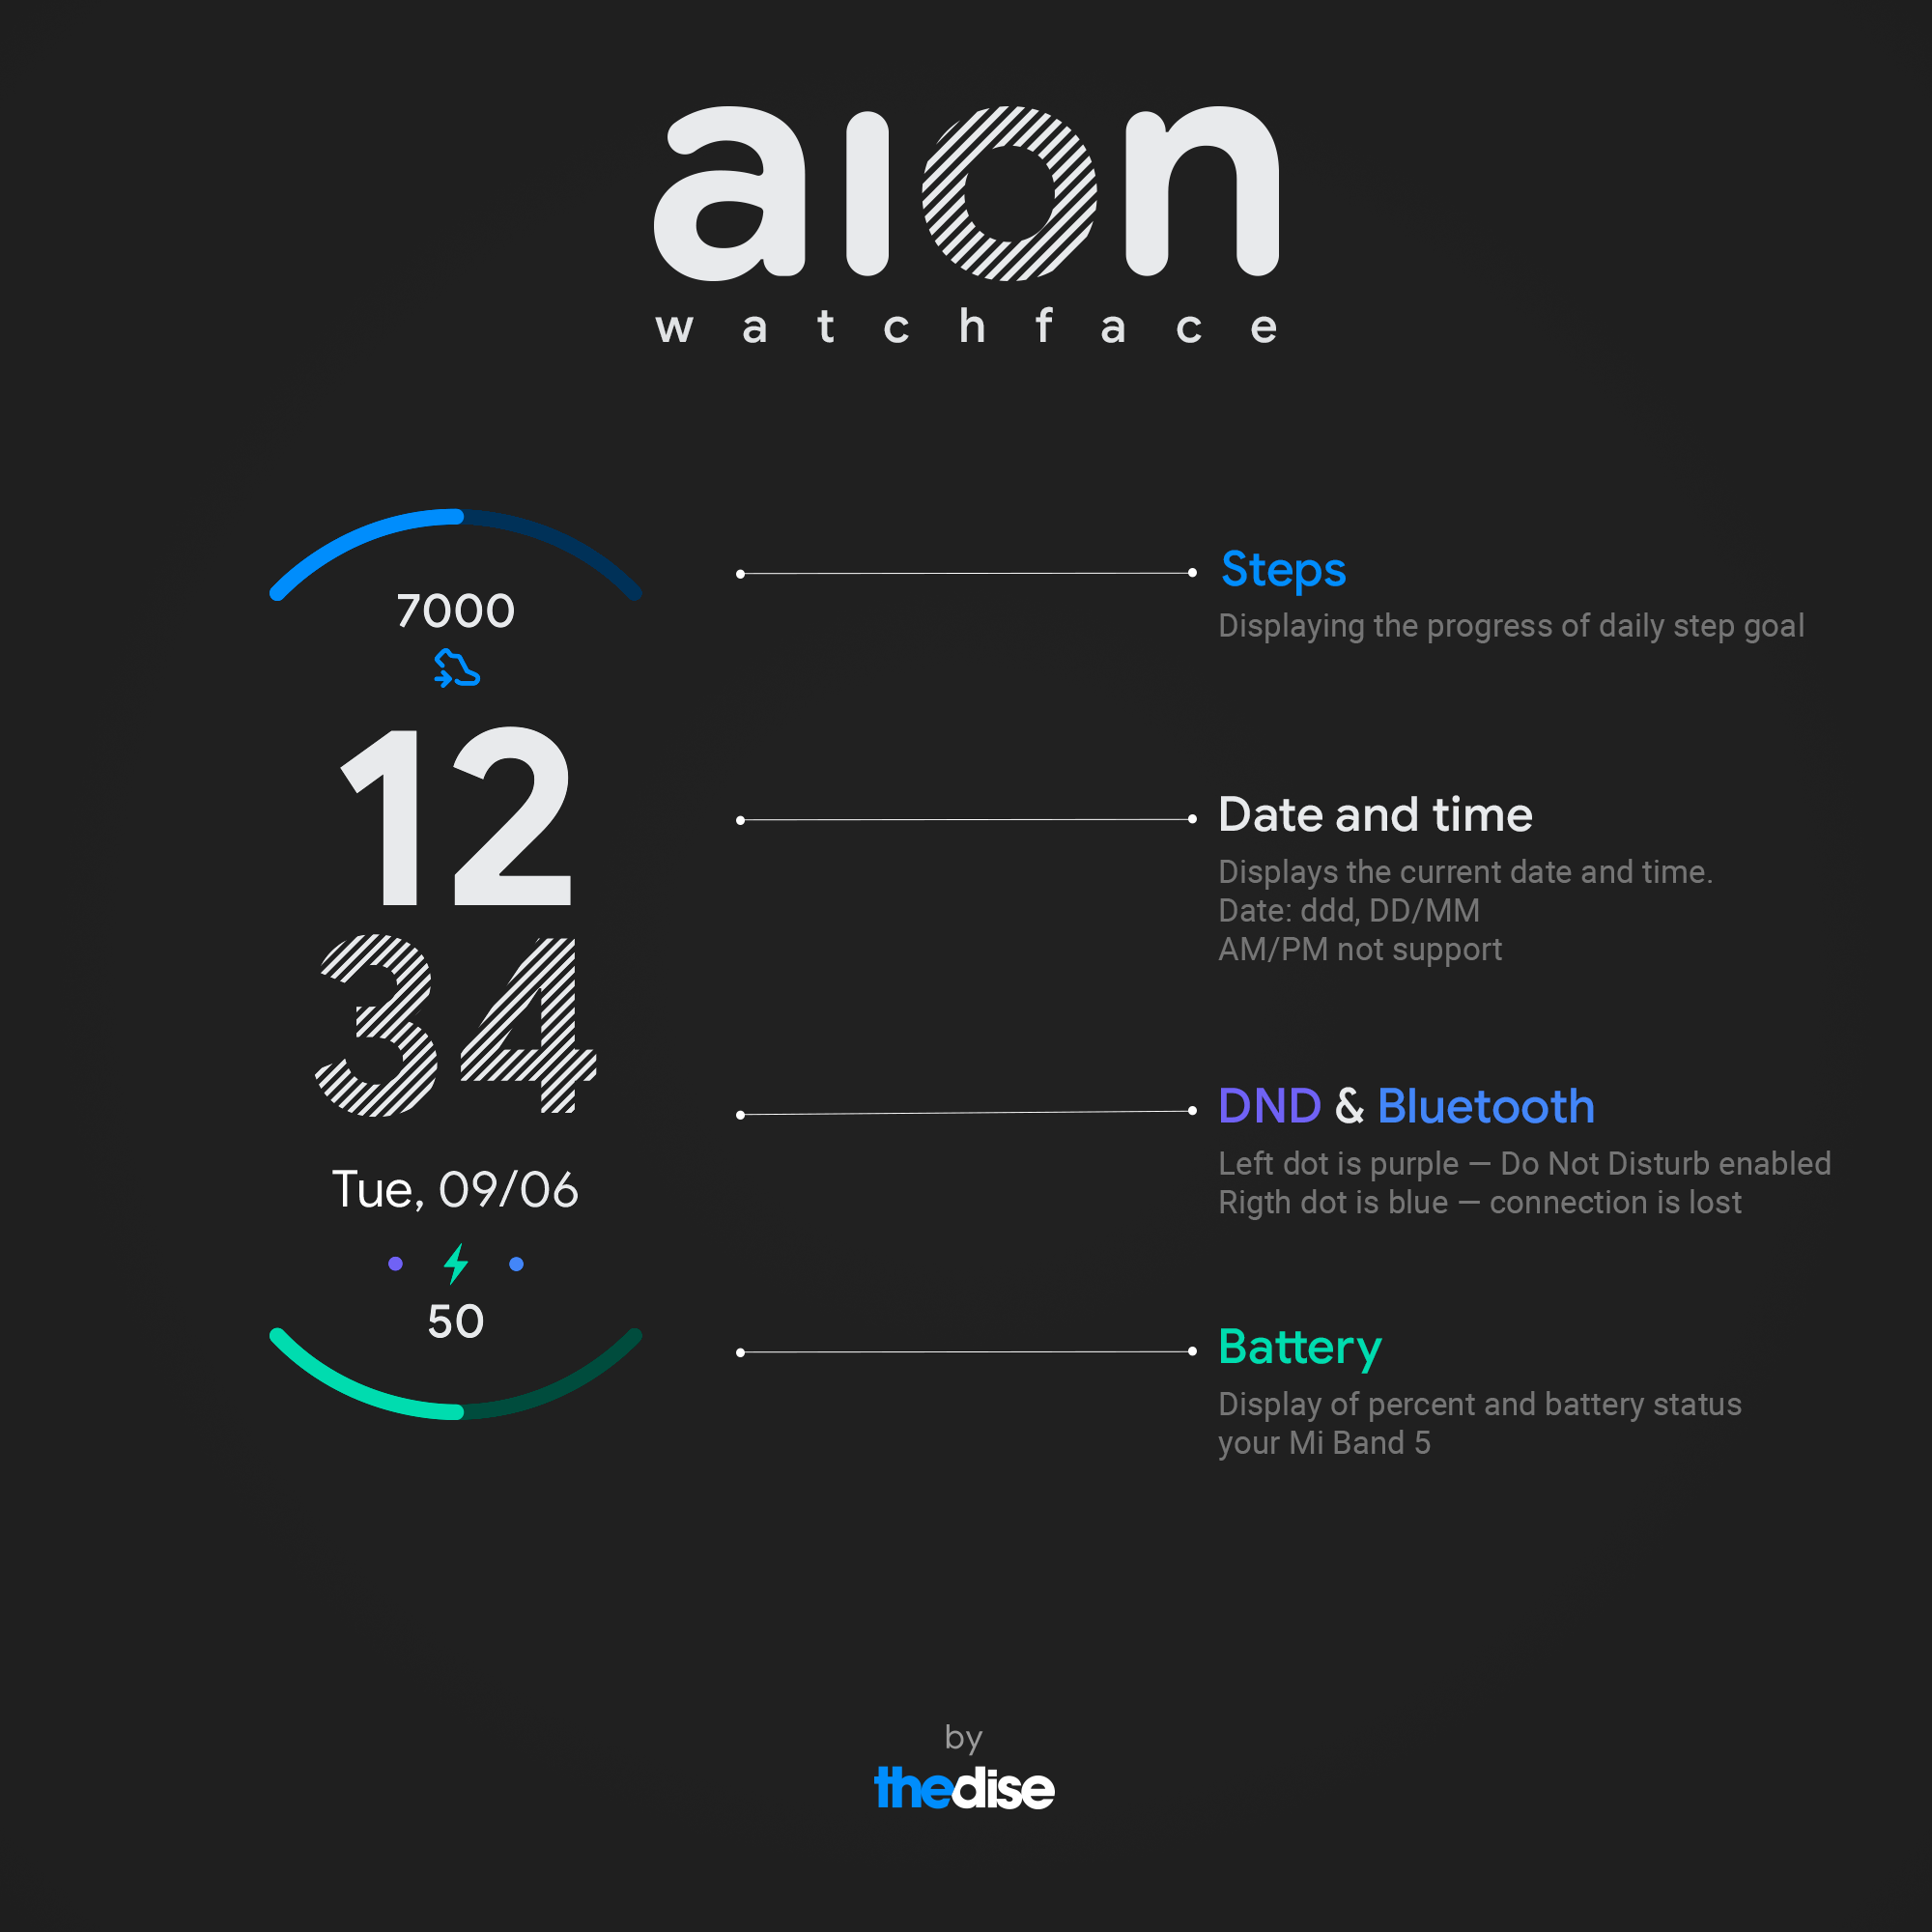 aion
watchface
7000
12
34
Tue, 09/06
50
Steps
Displaying the progress of daily step goal
Date and time
Displays the current date and time.
Date: ddd, DD/MM
AM/PM not support
DND & Bluetooth
Left dot is purple — Do Not Disturb enabled
Rigth dot is blue — connection is lost
Battery
Display of percent and battery status
your Mi Band 5
by
thedise